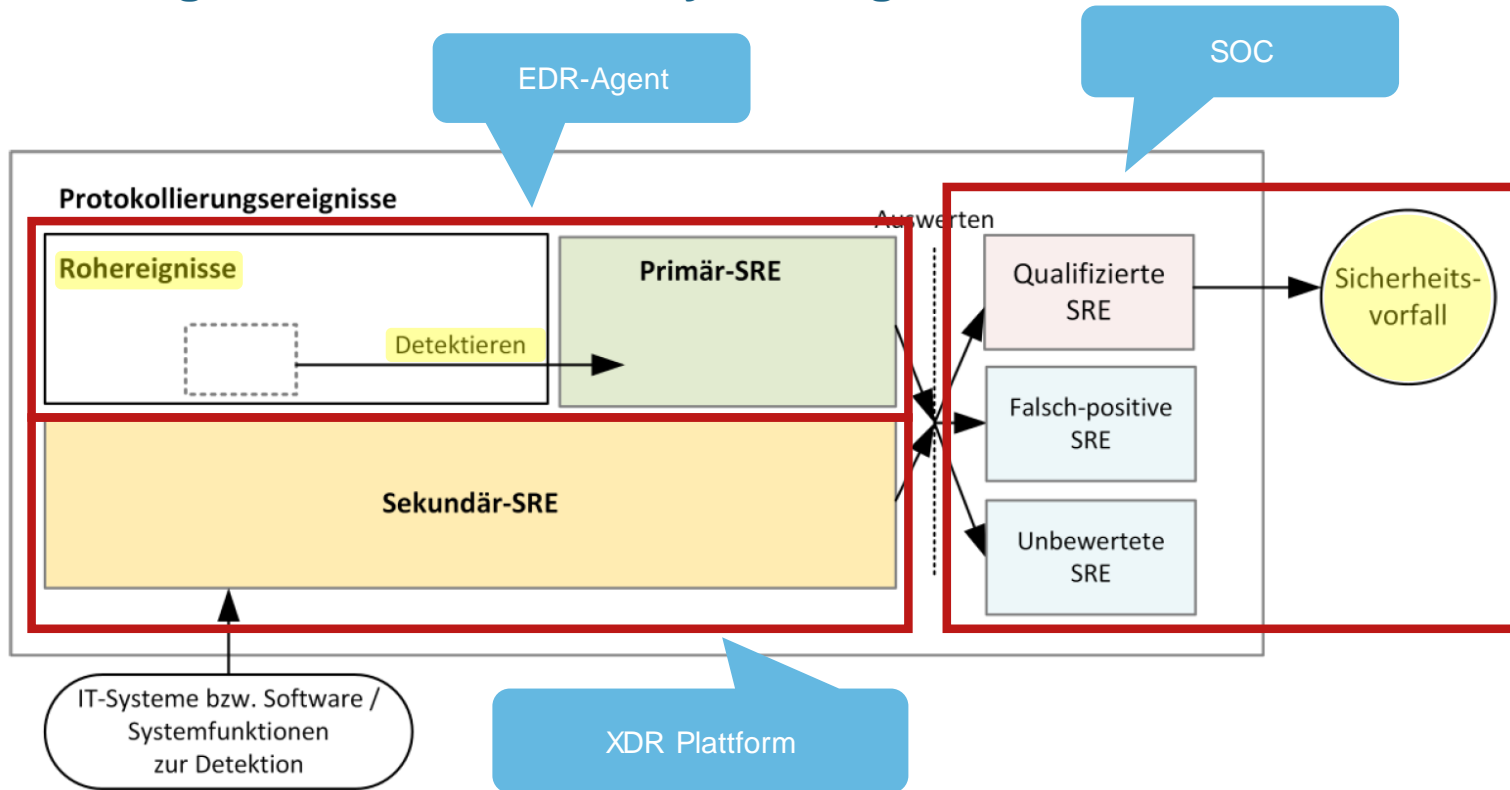 EDR-Agent
SOC
Protokollierungsereignisse
Auswerten
Rohereignisse
Primär-SRE
Detektieren
Qualifizierte
SRE
Sicherheits-
vorfall
Falsch-positive
SRE
Sekundär-SRE
Unbewertete
SRE
IT-Systeme bzw. Software /
Systemfunktionen
zur Detektion
XDR Plattform